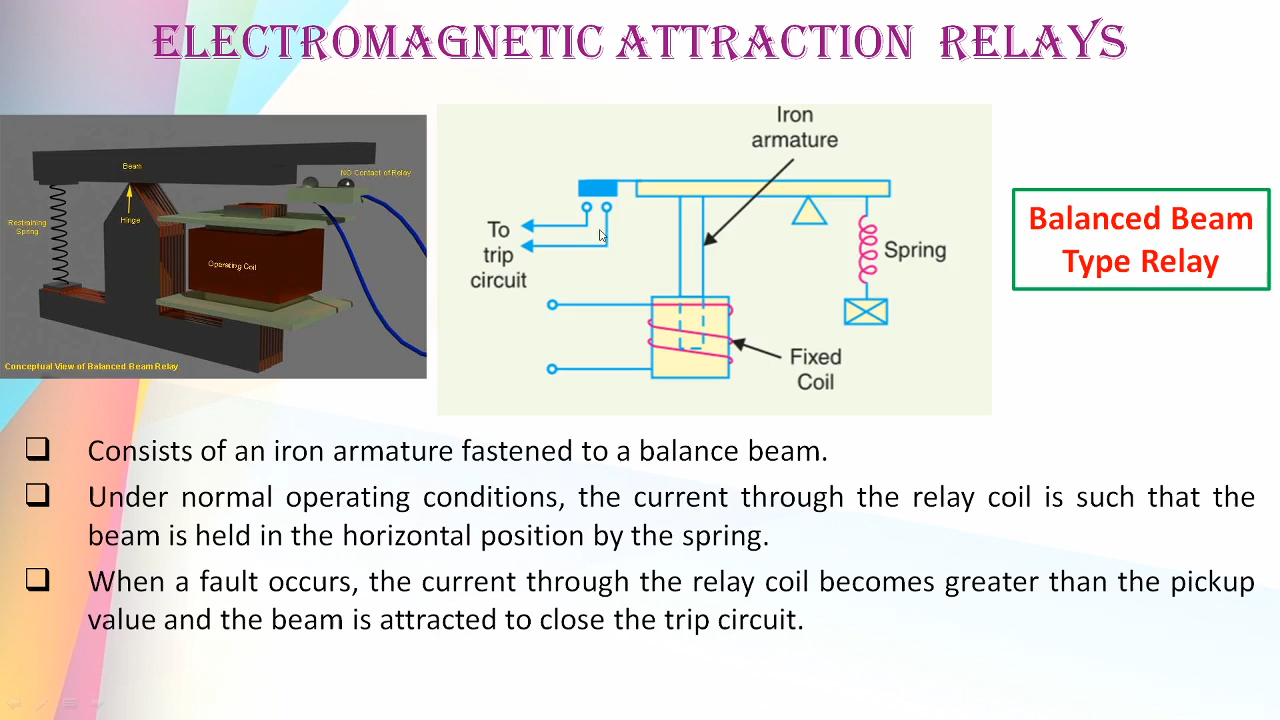 ELECTROMAGNETIC ATTRACTION RELAYS
Beam
NO Contact of Relay
Restraining
Spring
Hinge
Operating Coil
Conceptual View of Balanced Beam Relay
Iron
armature
To
trip
circuit
Spring
Fixed
Coil
Balanced Beam
Type Relay
Consists of an iron armature fastened to a balance beam.
Under normal operating conditions, the current through the relay coil is such that the
beam is held in the horizontal position by the spring.
When a fault occurs, the current through the relay coil becomes greater than the pickup
value and the beam is attracted to close the trip circuit.